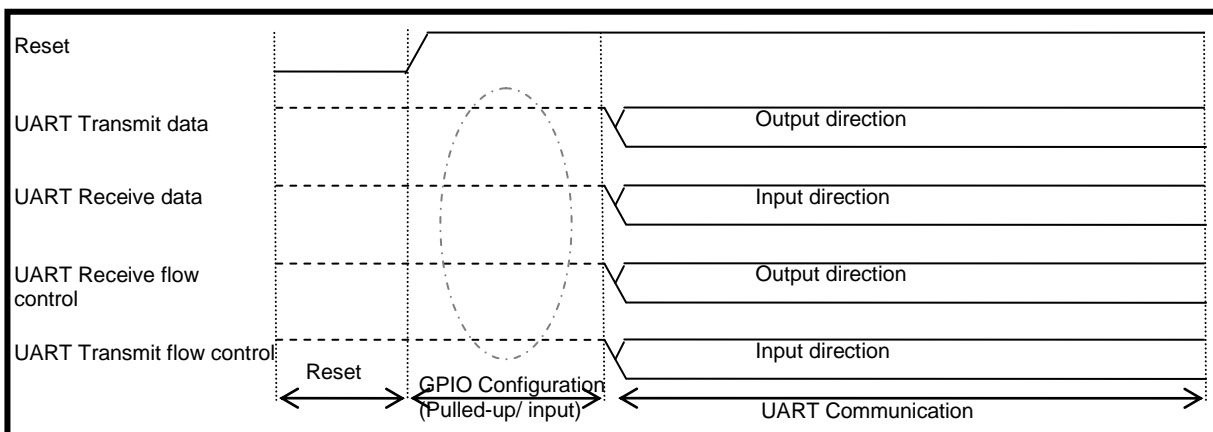 Reset
UART Transmit data
Output direction
UART Receive data
Input direction
UART Receive flow
control
Output direction
UART Transmit flow control
Input direction
Reset
GPIO Configuration
(Pulled-up/ input)
UART Communication